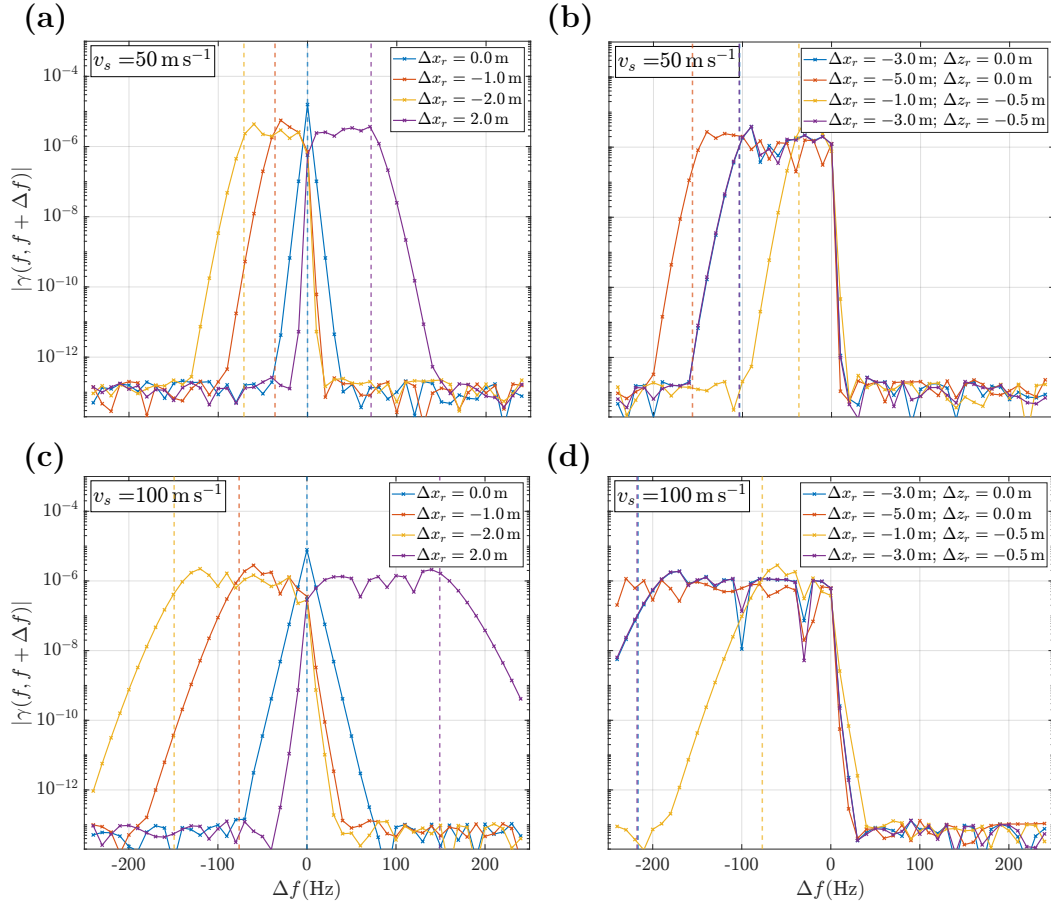 (a)
(b)
v_s =50 m s⁻¹
Δx_r = 0.0 m
Δx_r = −1.0 m
Δx_r = −2.0 m
Δx_r = 2.0 m
v_s =50 m s⁻¹
Δx_r = −3.0 m; Δz_r = 0.0 m
Δx_r = −5.0 m; Δz_r = 0.0 m
Δx_r = −1.0 m; Δz_r = −0.5 m
Δx_r = −3.0 m; Δz_r = −0.5 m
10⁻⁴
10⁻⁶
10⁻⁸
10⁻¹⁰
10⁻¹²
|γ(f, f + Δf)|
-200 -100 0 100 200
(c)
(d)
v_s =100 m s⁻¹
Δx_r = 0.0 m
Δx_r = −1.0 m
Δx_r = −2.0 m
Δx_r = 2.0 m
v_s =100 m s⁻¹
Δx_r = −3.0 m; Δz_r = 0.0 m
Δx_r = −5.0 m; Δz_r = 0.0 m
Δx_r = −1.0 m; Δz_r = −0.5 m
Δx_r = −3.0 m; Δz_r = −0.5 m
10⁻⁴
10⁻⁶
10⁻⁸
10⁻¹⁰
10⁻¹²
|γ(f, f + Δf)|
-200 -100 0 100 200
Δf(Hz)
-200 -100 0 100 200
Δf(Hz)